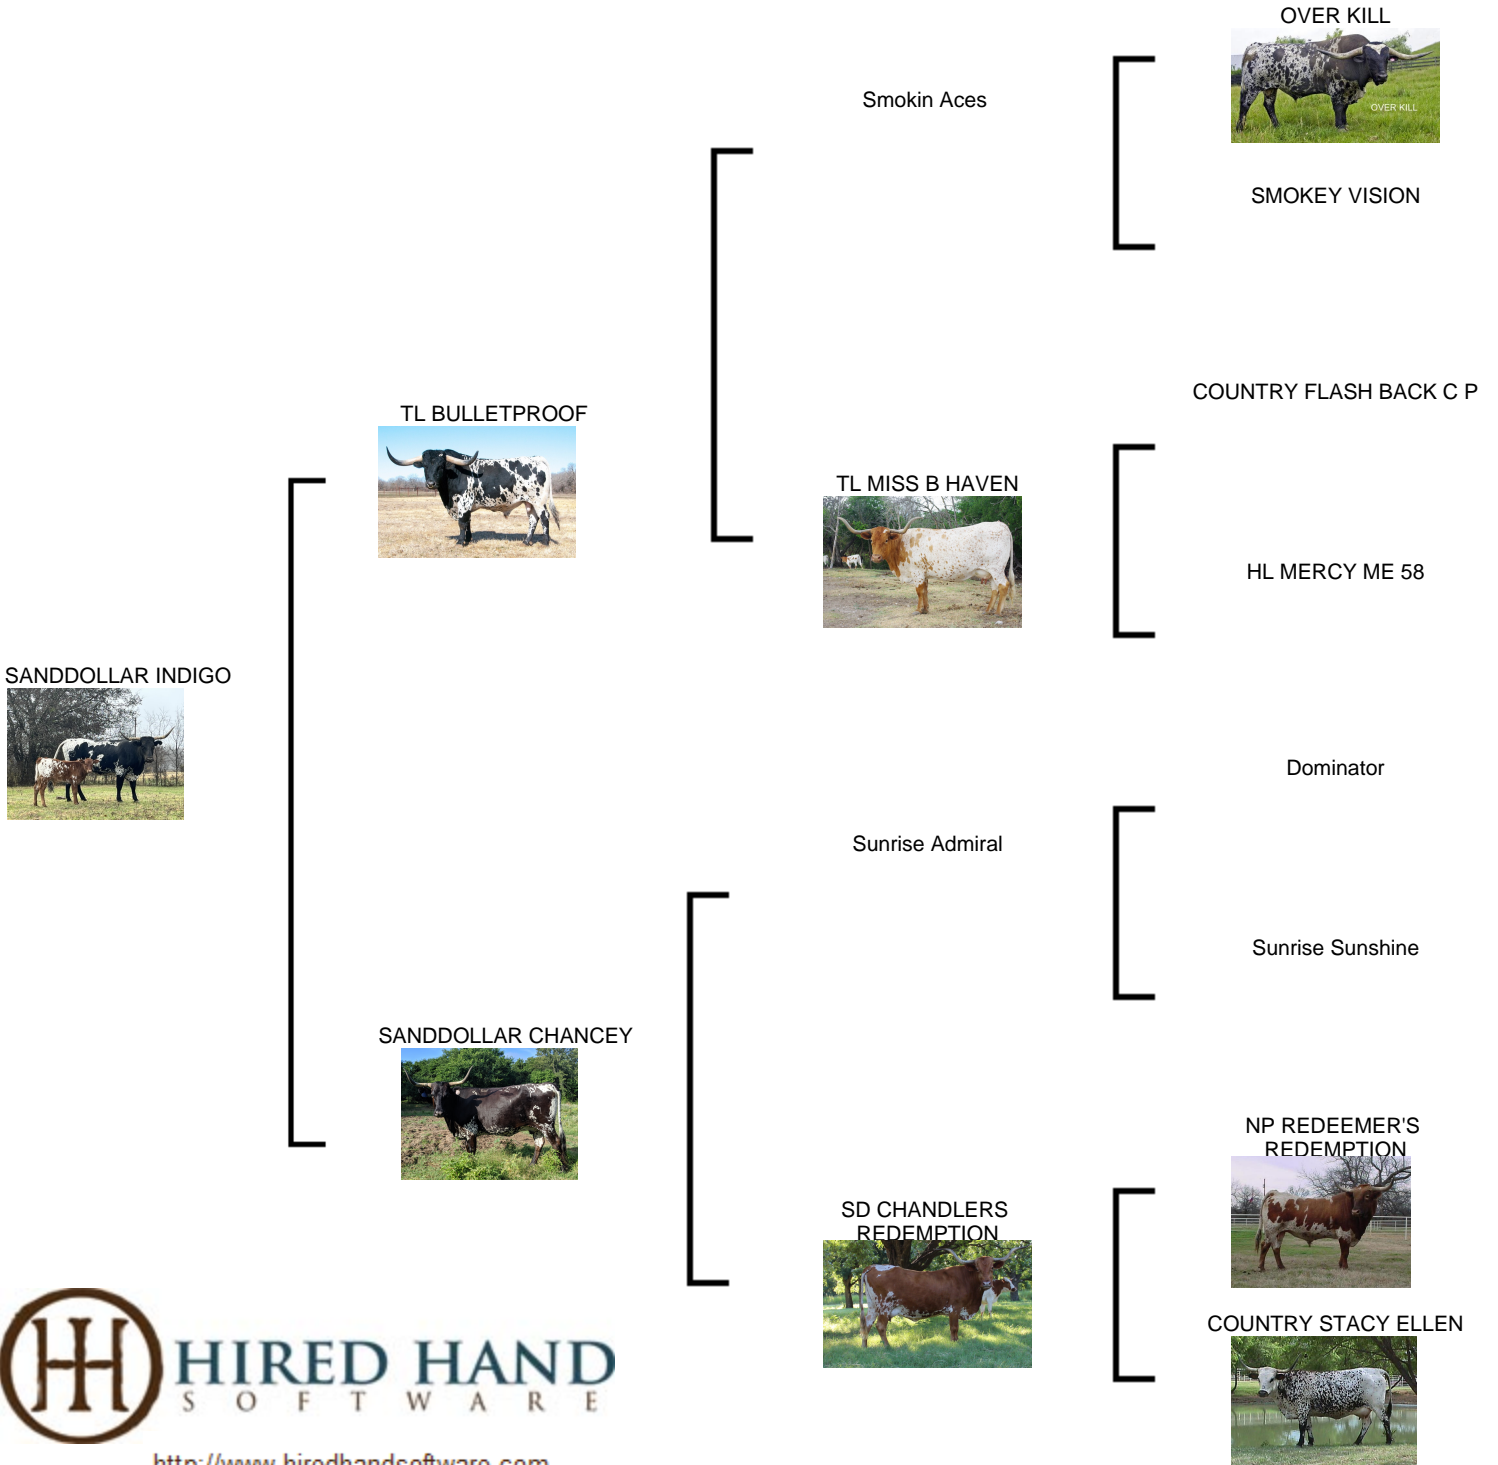 OVER KILL
OVER KILL
Smokin Aces
SMOKEY VISION
COUNTRY FLASH BACK C P
TL BULLETPROOF
TL MISS B HAVEN
HL MERCY ME 58
SANDDOLLAR INDIGO
Dominator
Sunrise Admiral
Sunrise Sunshine
SANDDOLLAR CHANCEY
NP REDEEMER'S
REDEMPTION
SD CHANDLERS
REDEMPTION
COUNTRY STACY ELLEN
HIRED HAND
SOFTWARE
http://www.hiredhandsoftware.com